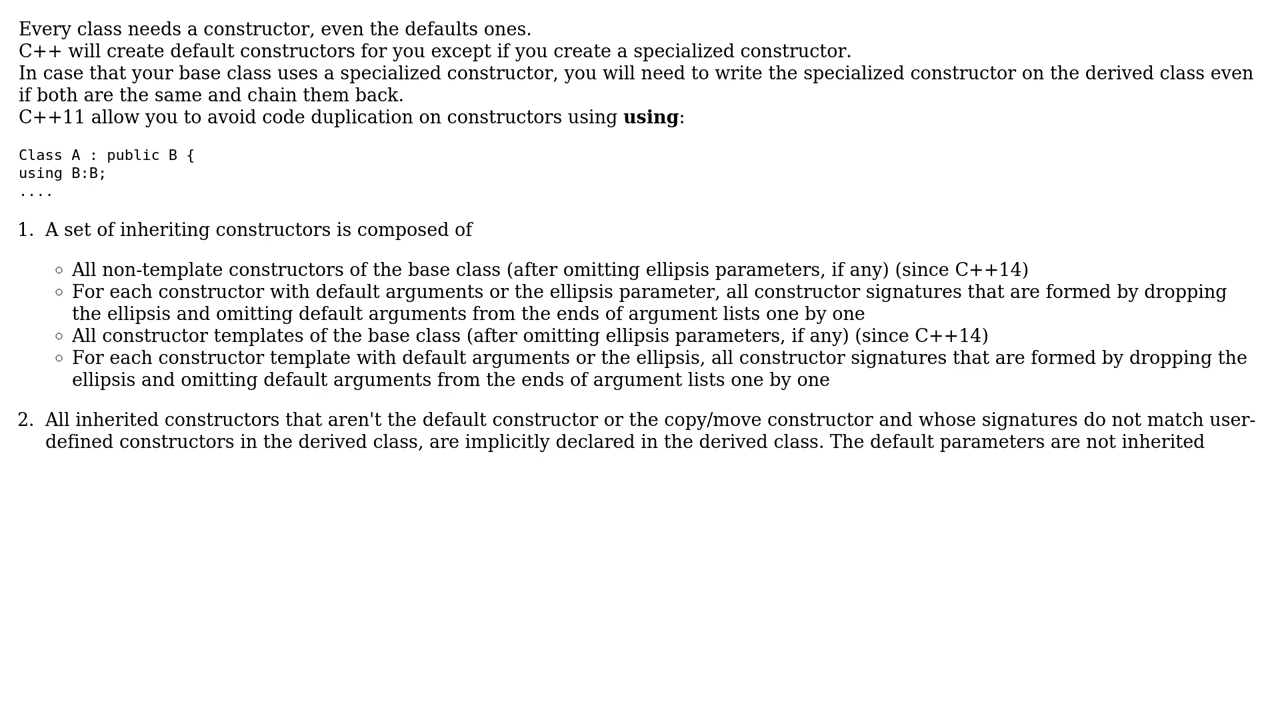 Every class needs a constructor, even the defaults ones.
C++ will create default constructors for you except if you create a specialized constructor.
In case that your base class uses a specialized constructor, you will need to write the specialized constructor on the derived class even
if both are the same and chain them back.
C++11 allow you to avoid code duplication on constructors using using:
Class A : public B {
using B:B;
....
1. A set of inheriting constructors is composed of
◦ All non-template constructors of the base class (after omitting ellipsis parameters, if any) (since C++14)
◦ For each constructor with default arguments or the ellipsis parameter, all constructor signatures that are formed by dropping
the ellipsis and omitting default arguments from the ends of argument lists one by one
◦ All constructor templates of the base class (after omitting ellipsis parameters, if any) (since C++14)
◦ For each constructor template with default arguments or the ellipsis, all constructor signatures that are formed by dropping the
ellipsis and omitting default arguments from the ends of argument lists one by one
2. All inherited constructors that aren't the default constructor or the copy/move constructor and whose signatures do not match user-
defined constructors in the derived class, are implicitly declared in the derived class. The default parameters are not inherited